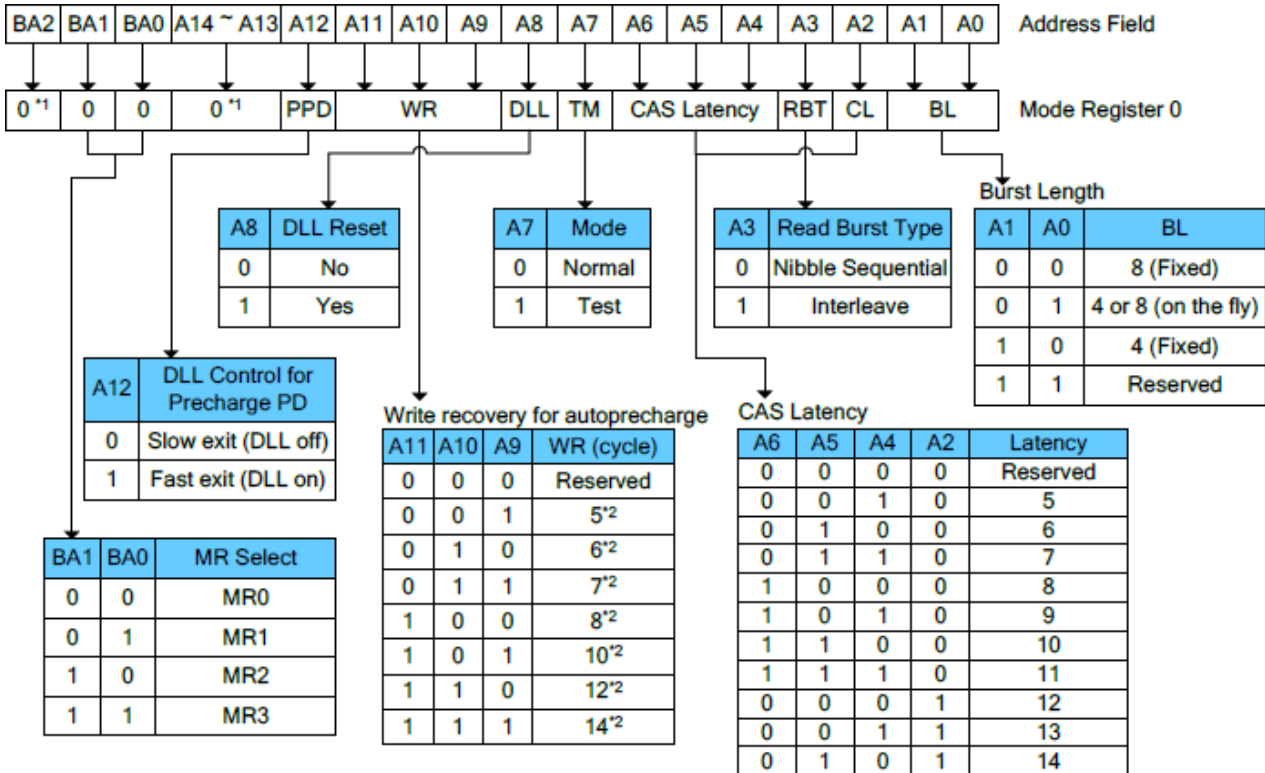 BA2 BA1 BA0 A14 ~ A13 A12 A11 A10 A9 A8 A7 A6 A5 A4 A3 A2 A1 A0 Address Field
0 *1 0 0 0 *1 PPD WR DLL TM CAS Latency RBT CL BL Mode Register 0
A8 DLL Reset
0 No
1 Yes
A7 Mode
0 Normal
1 Test
A3 Read Burst Type
0 Nibble Sequential
1 Interleave
Burst Length
A1 A0 BL
0 0 8 (Fixed)
0 1 4 or 8 (on the fly)
1 0 4 (Fixed)
1 1 Reserved
A12 DLL Control for
Precharge PD
0 Slow exit (DLL off)
1 Fast exit (DLL on)
BA1 BA0 MR Select
0 0 MR0
0 1 MR1
1 0 MR2
1 1 MR3
Write recovery for autoprecharge
A11 A10 A9 WR (cycle)
0 0 0 Reserved
0 0 1 5*2
0 1 0 6*2
0 1 1 7*2
1 0 0 8*2
1 0 1 10*2
1 1 0 12*2
1 1 1 14*2
CAS Latency
A6 A5 A4 A2 Latency
0 0 0 0 Reserved
0 0 1 0 5
0 1 0 0 6
0 1 1 0 7
1 0 0 0 8
1 0 1 0 9
1 1 0 0 10
1 1 1 0 11
0 0 0 1 12
0 0 1 1 13
0 1 0 1 14